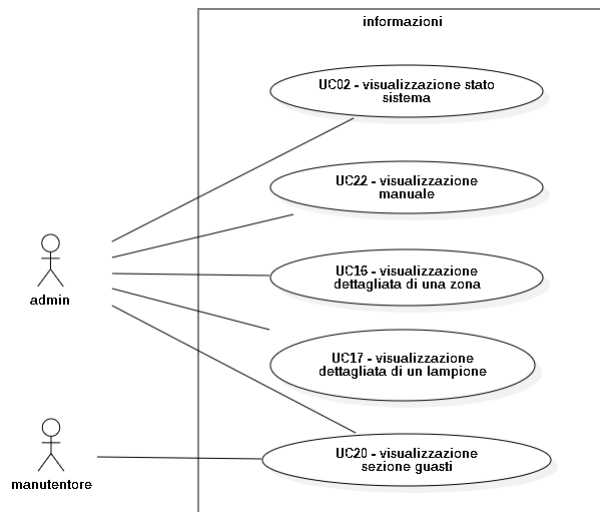 informazioni
UC02 - visualizzazione stato
sistema
UC22 - visualizzazione
manuale
UC16 - visualizzazione
dettagliata di una zona
admin
UC17 - visualizzazione
dettagliata di un lampione
UC20 - visualizzazione
sezione guasti
manutentore